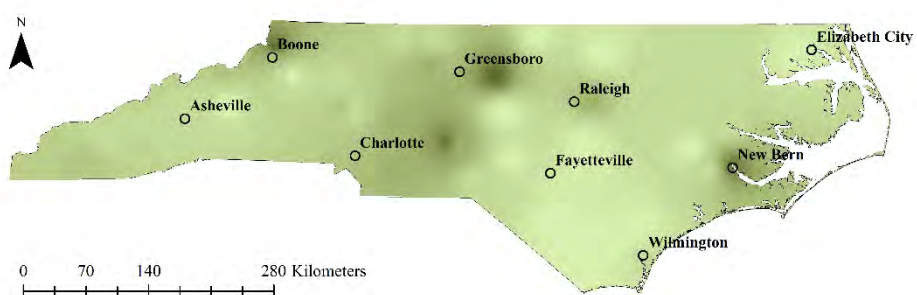 N
Elizabeth City
Boone
Greensboro
Raleigh
Asheville
Charlotte
New Bern
Fayetteville
Wilmington
0 70 140 280 Kilometers